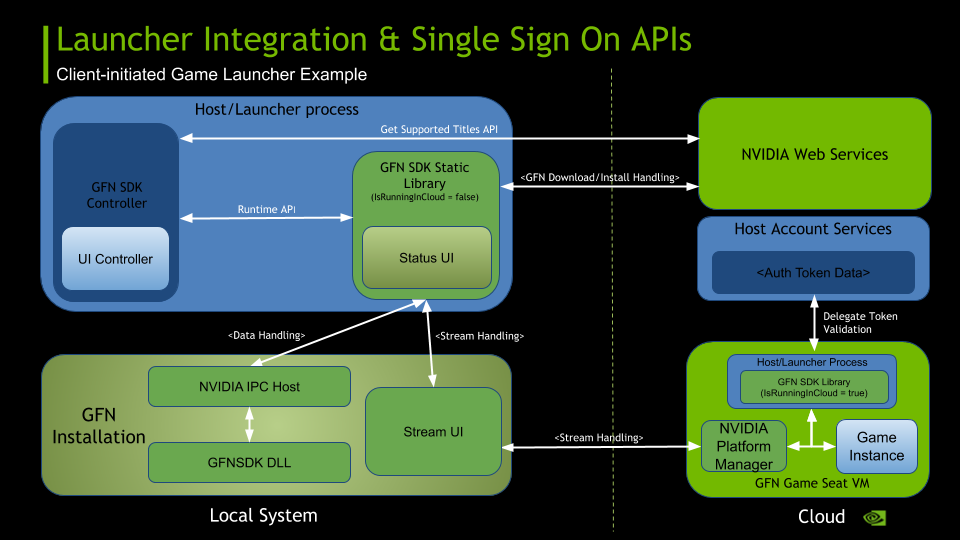 Launcher Integration & Single Sign On APIs
Client-initiated Game Launcher Example
Host/Launcher process
Get Supported Titles API
GFN SDK
Controller
UI Controller
Runtime API
GFN SDK Static
Library
(IsRunningInCloud = false)
Status UI
<GFN Download/Install Handling>
NVIDIA Web Services
Host Account Services
<Auth Token Data>
Delegate Token
Validation
<Data Handling>
<Stream Handling>
GFN
Installation
NVIDIA IPC Host
GFNSDK DLL
Stream UI
<Stream Handling>
Host/Launcher Process
GFN SDK Library
(IsRunningInCloud = true)
NVIDIA
Platform
Manager
Game
Instance
GFN Game Seat VM
Local System
Cloud